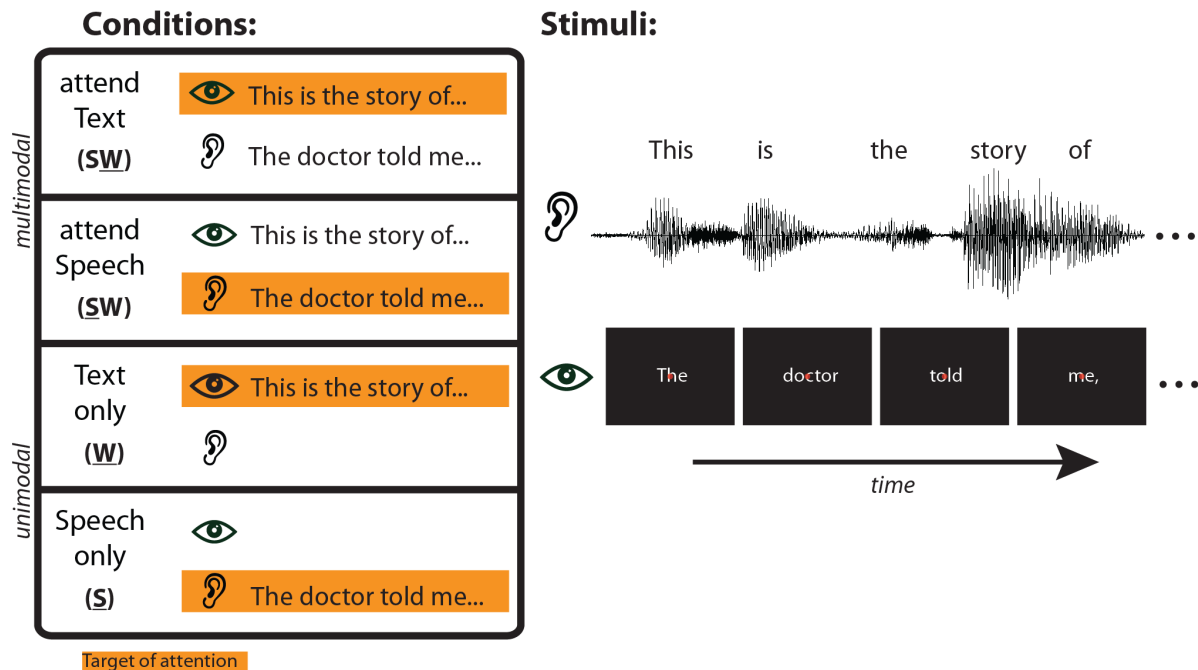 Conditions:
multimodal
attend
Text
(SW)
This is the story of...
The doctor told me...
attend
Speech
(SW)
This is the story of...
The doctor told me...
unimodal
Text
only
(W)
This is the story of...
Speech
only
(S)
The doctor told me...
Target of attention
Stimuli:
This is the story of
...
The doctor told me,
...
time